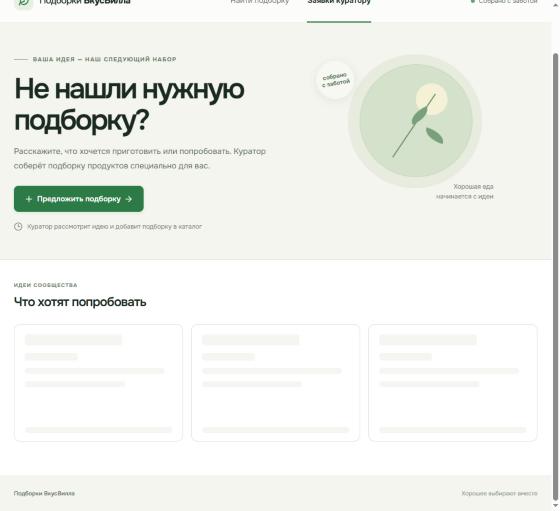 Подборки ВкусВилла
Найти подборку
Заявки куратору
Собрано с заботой
ВАША ИДЕЯ — НАШ СЛЕДУЮЩИЙ НАБОР
Не нашли нужную
подборку?
Расскажите, что хочется приготовить или попробовать. Куратор
соберёт подборку продуктов специально для вас.
+ Предложить подборку →
Куратор рассмотрит идею и добавит подборку в каталог
собрано
с заботой
Хорошая еда
начинается с идеи
ИДЕИ СООБЩЕСТВА
Что хотят попробовать
Подборки ВкусВилла
Хорошее выбирают вместе